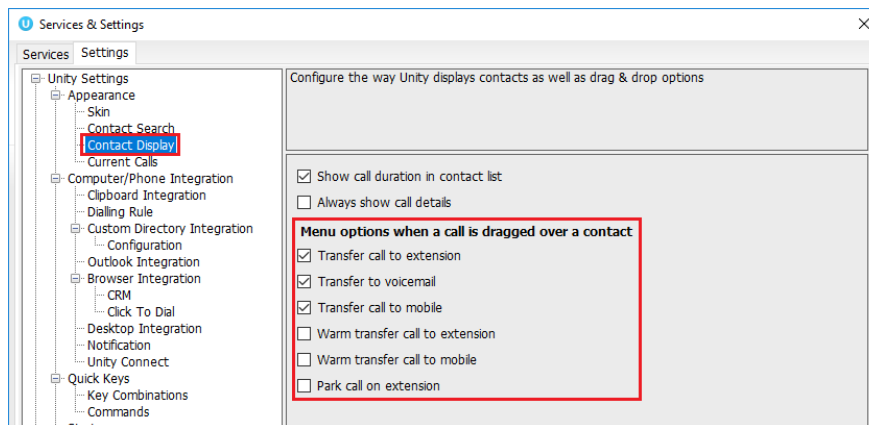 Services & Settings
Services Settings
Unity Settings
Appearance
Skin
Contact Search
Contact Display
Current Calls
Computer/Phone Integration
Clipboard Integration
Dialling Rule
Custom Directory Integration
Configuration
Outlook Integration
Browser Integration
CRM
Click To Dial
Desktop Integration
Notification
Unity Connect
Quick Keys
Key Combinations
Commands
Configure the way Unity displays contacts as well as drag & drop options
Show call duration in contact list
Always show call details
Menu options when a call is dragged over a contact
Transfer call to extension
Transfer to voicemail
Transfer call to mobile
Warm transfer call to extension
Warm transfer call to mobile
Park call on extension